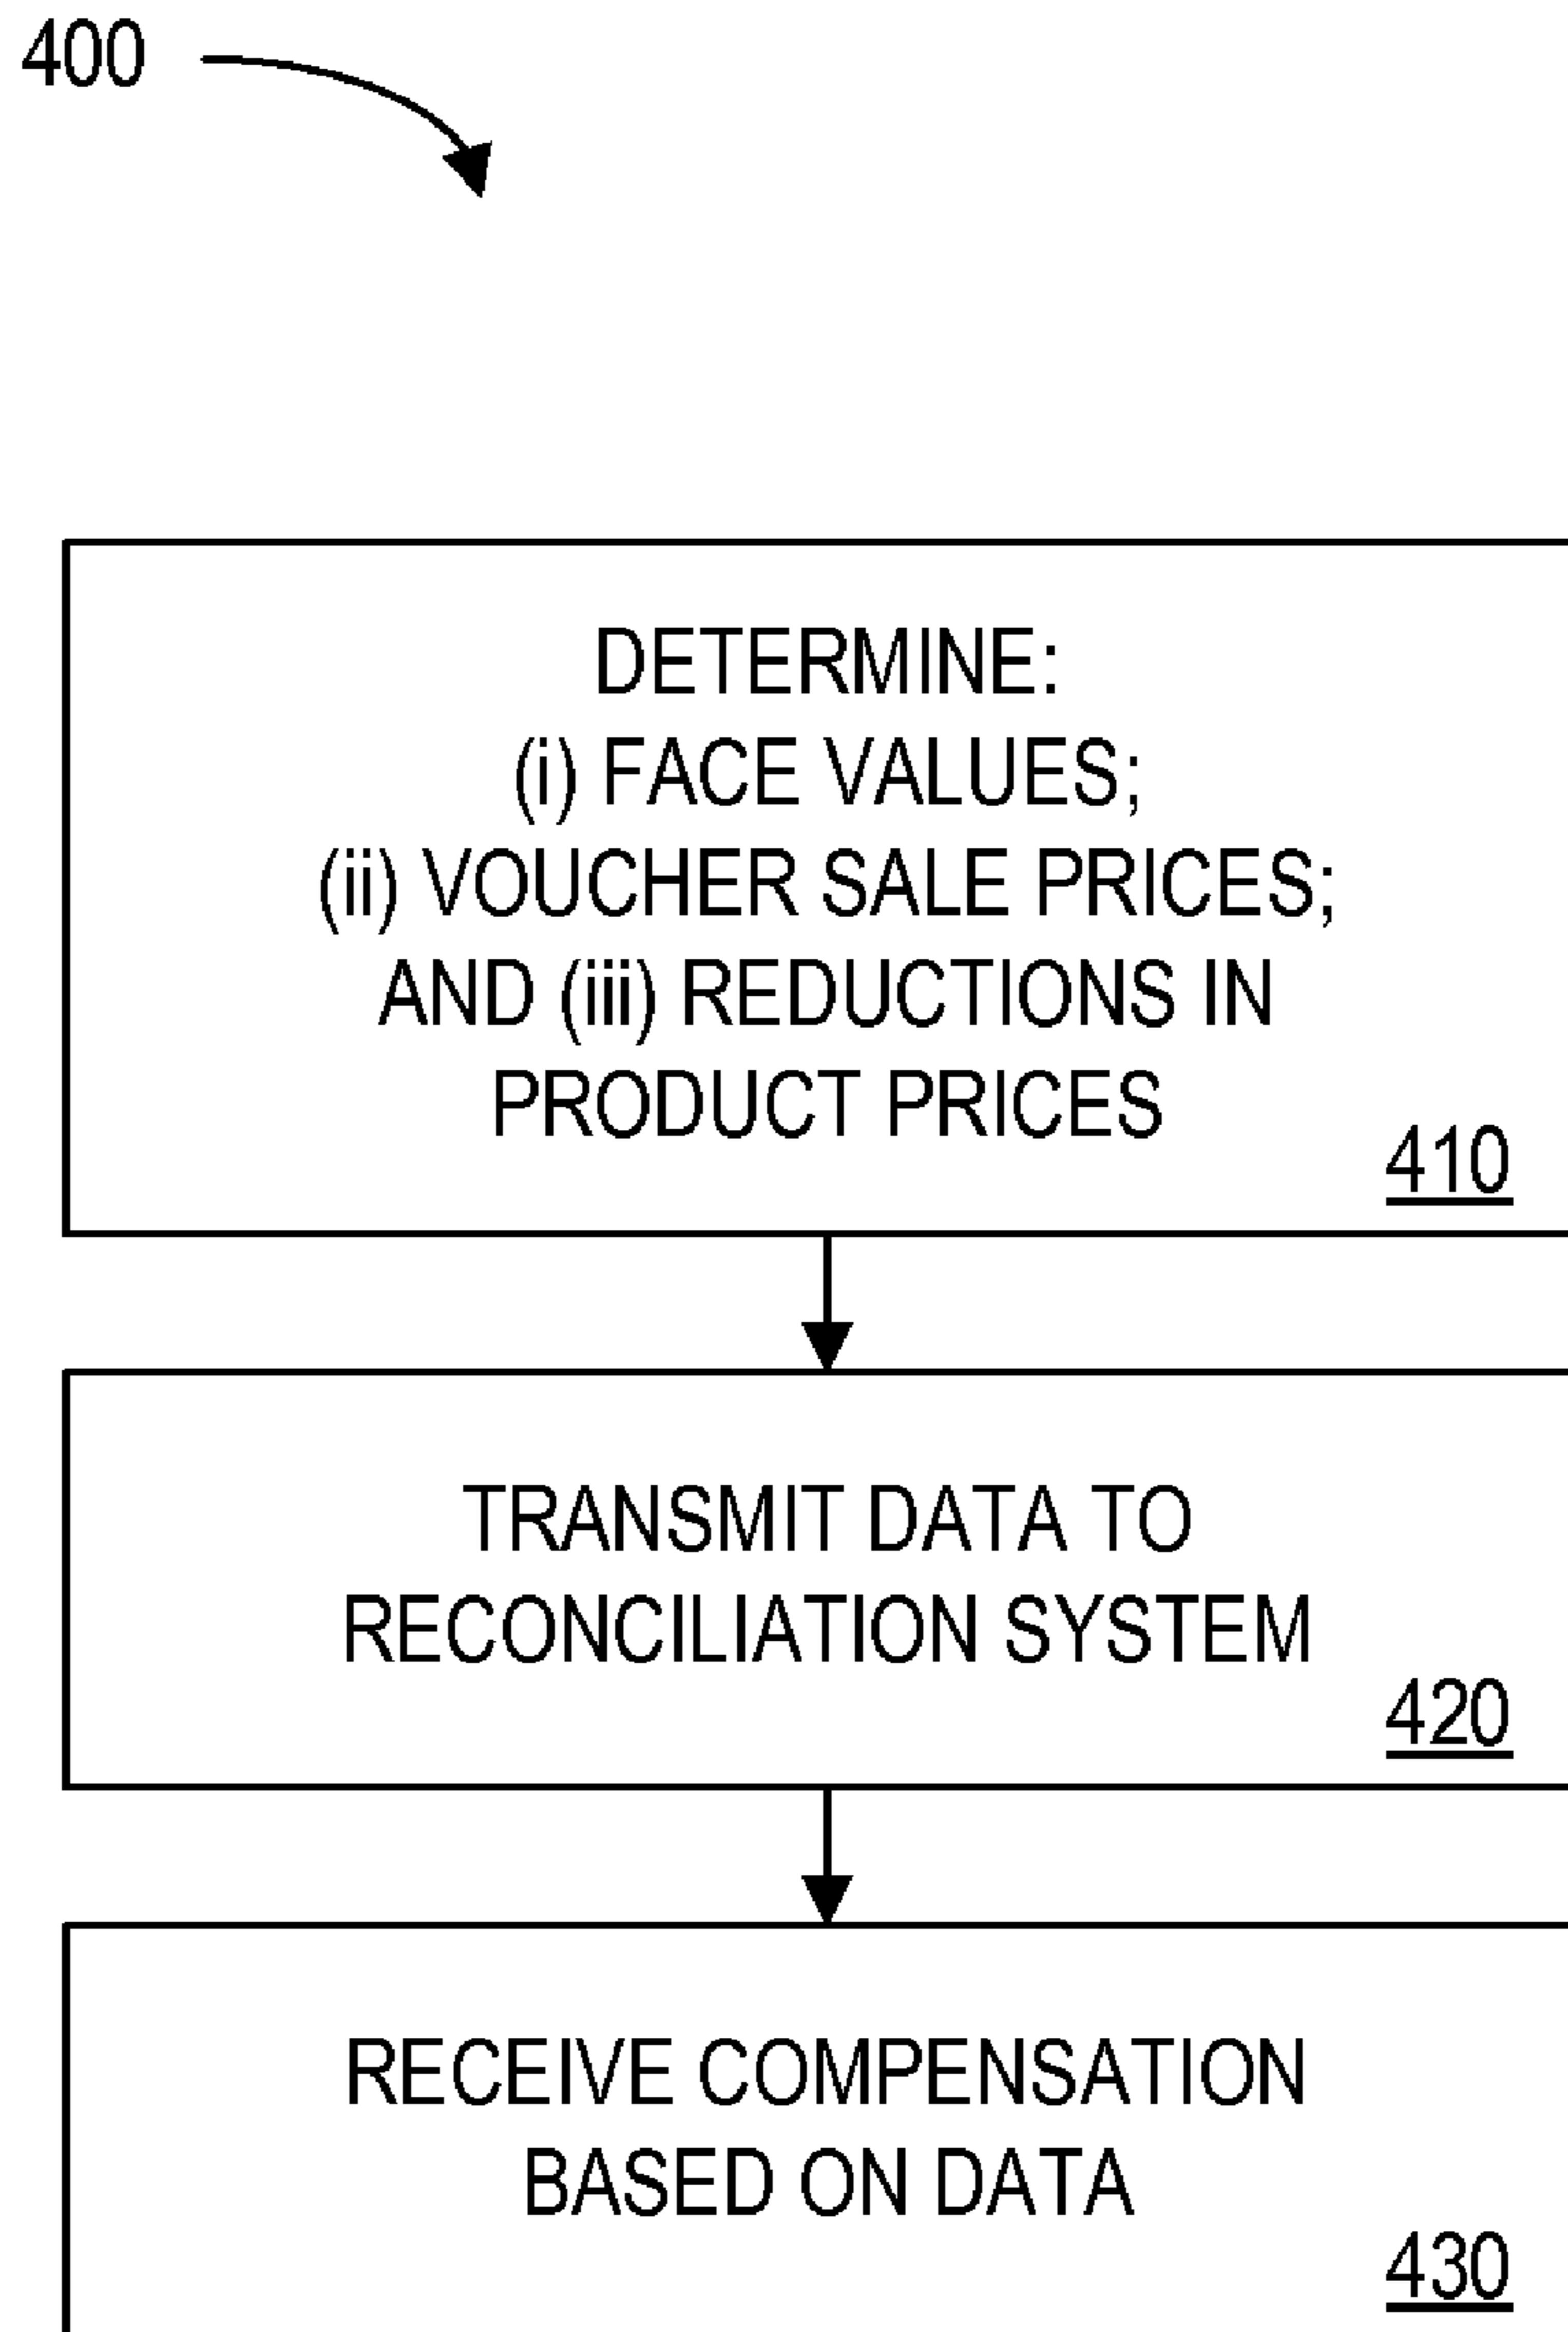 400
DETERMINE:
(i) FACE VALUES;
(ii) VOUCHER SALE PRICES;
AND (iii) REDUCTIONS IN
PRODUCT PRICES
410
TRANSMIT DATA TO
RECONCILIATION SYSTEM
420
RECEIVE COMPENSATION
BASED ON DATA
430